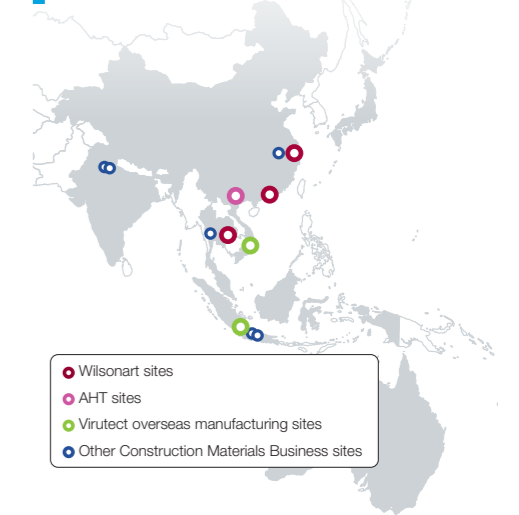 Wilsonart sites
AHT sites
Virutect overseas manufacturing sites
Other Construction Materials Business sites